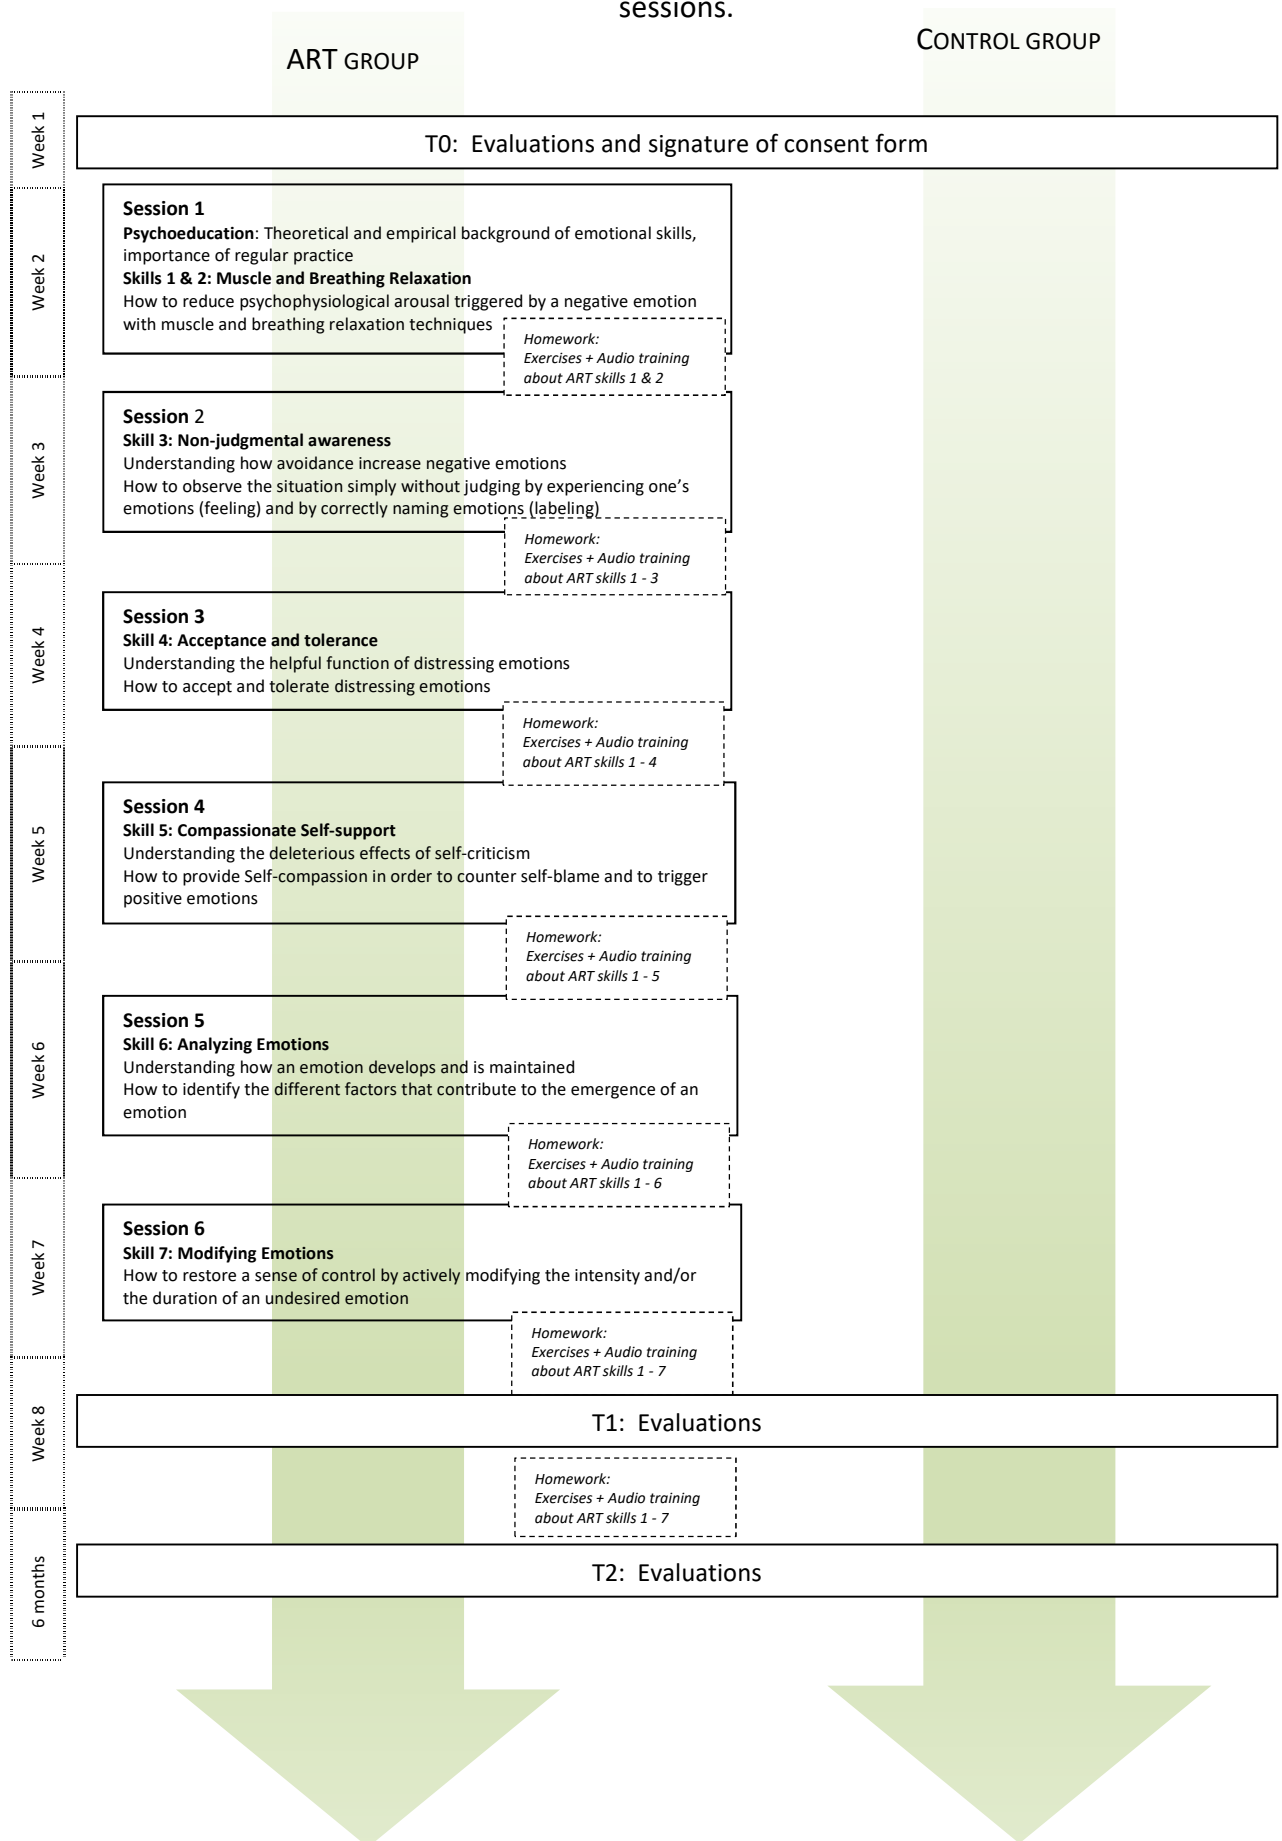 sessions.
ART GROUP
CONTROL GROUP
Week 1
T0:  Evaluations and signature of consent form
Week 2
Session 1
Psychoeducation: Theoretical and empirical background of emotional skills,
importance of regular practice
Skills 1 & 2: Muscle and Breathing Relaxation
How to reduce psychophysiological arousal triggered by a negative emotion
with muscle and breathing relaxation techniques
Homework:
Exercises + Audio training
about ART skills 1 & 2
Week 3
Session 2
Skill 3: Non-judgmental awareness
Understanding how avoidance increase negative emotions
How to observe the situation simply without judging by experiencing one’s
emotions (feeling) and by correctly naming emotions (labeling)
Homework:
Exercises + Audio training
about ART skills 1 - 3
Week 4
Session 3
Skill 4: Acceptance and tolerance
Understanding the helpful function of distressing emotions
How to accept and tolerate distressing emotions
Homework:
Exercises + Audio training
about ART skills 1 - 4
Week 5
Session 4
Skill 5: Compassionate Self-support
Understanding the deleterious effects of self-criticism
How to provide Self-compassion in order to counter self-blame and to trigger
positive emotions
Homework:
Exercises + Audio training
about ART skills 1 - 5
Week 6
Session 5
Skill 6: Analyzing Emotions
Understanding how an emotion develops and is maintained
How to identify the different factors that contribute to the emergence of an
emotion
Homework:
Exercises + Audio training
about ART skills 1 - 6
Week 7
Session 6
Skill 7: Modifying Emotions
How to restore a sense of control by actively modifying the intensity and/or
the duration of an undesired emotion
Homework:
Exercises + Audio training
about ART skills 1 - 7
Week 8
T1:  Evaluations
Homework:
Exercises + Audio training
about ART skills 1 - 7
6 months
T2:  Evaluations